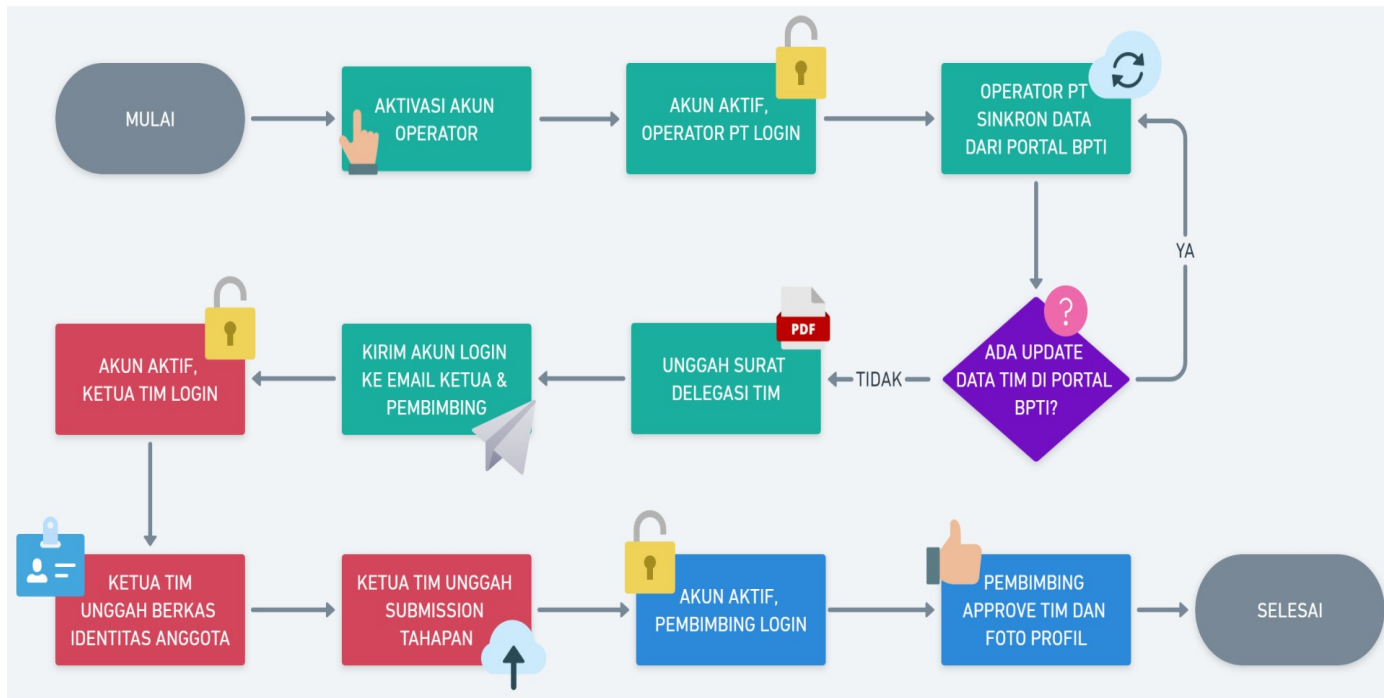 MULAI
AKTIVASI AKUN
OPERATOR
AKUN AKTIF,
OPERATOR PT LOGIN
OPERATOR PT
SINKRON DATA
DARI PORTAL BPTI
YA
?
ADA UPDATE
DATA TIM DI PORTAL
BPTI?
TIDAK
PDF
UNGGAH SURAT
DELEGASI TIM
KIRIM AKUN LOGIN
KE EMAIL KETUA &
PEMBIMBING
AKUN AKTIF,
KETUA TIM LOGIN
KETUA TIM
UNGGAH BERKAS
IDENTITAS ANGGOTA
KETUA TIM UNGGAH
SUBMISSION
TAHAPAN
AKUN AKTIF,
PEMBIMBING LOGIN
PEMBIMBING
APPROVE TIM DAN
FOTO PROFIL
SELESAI